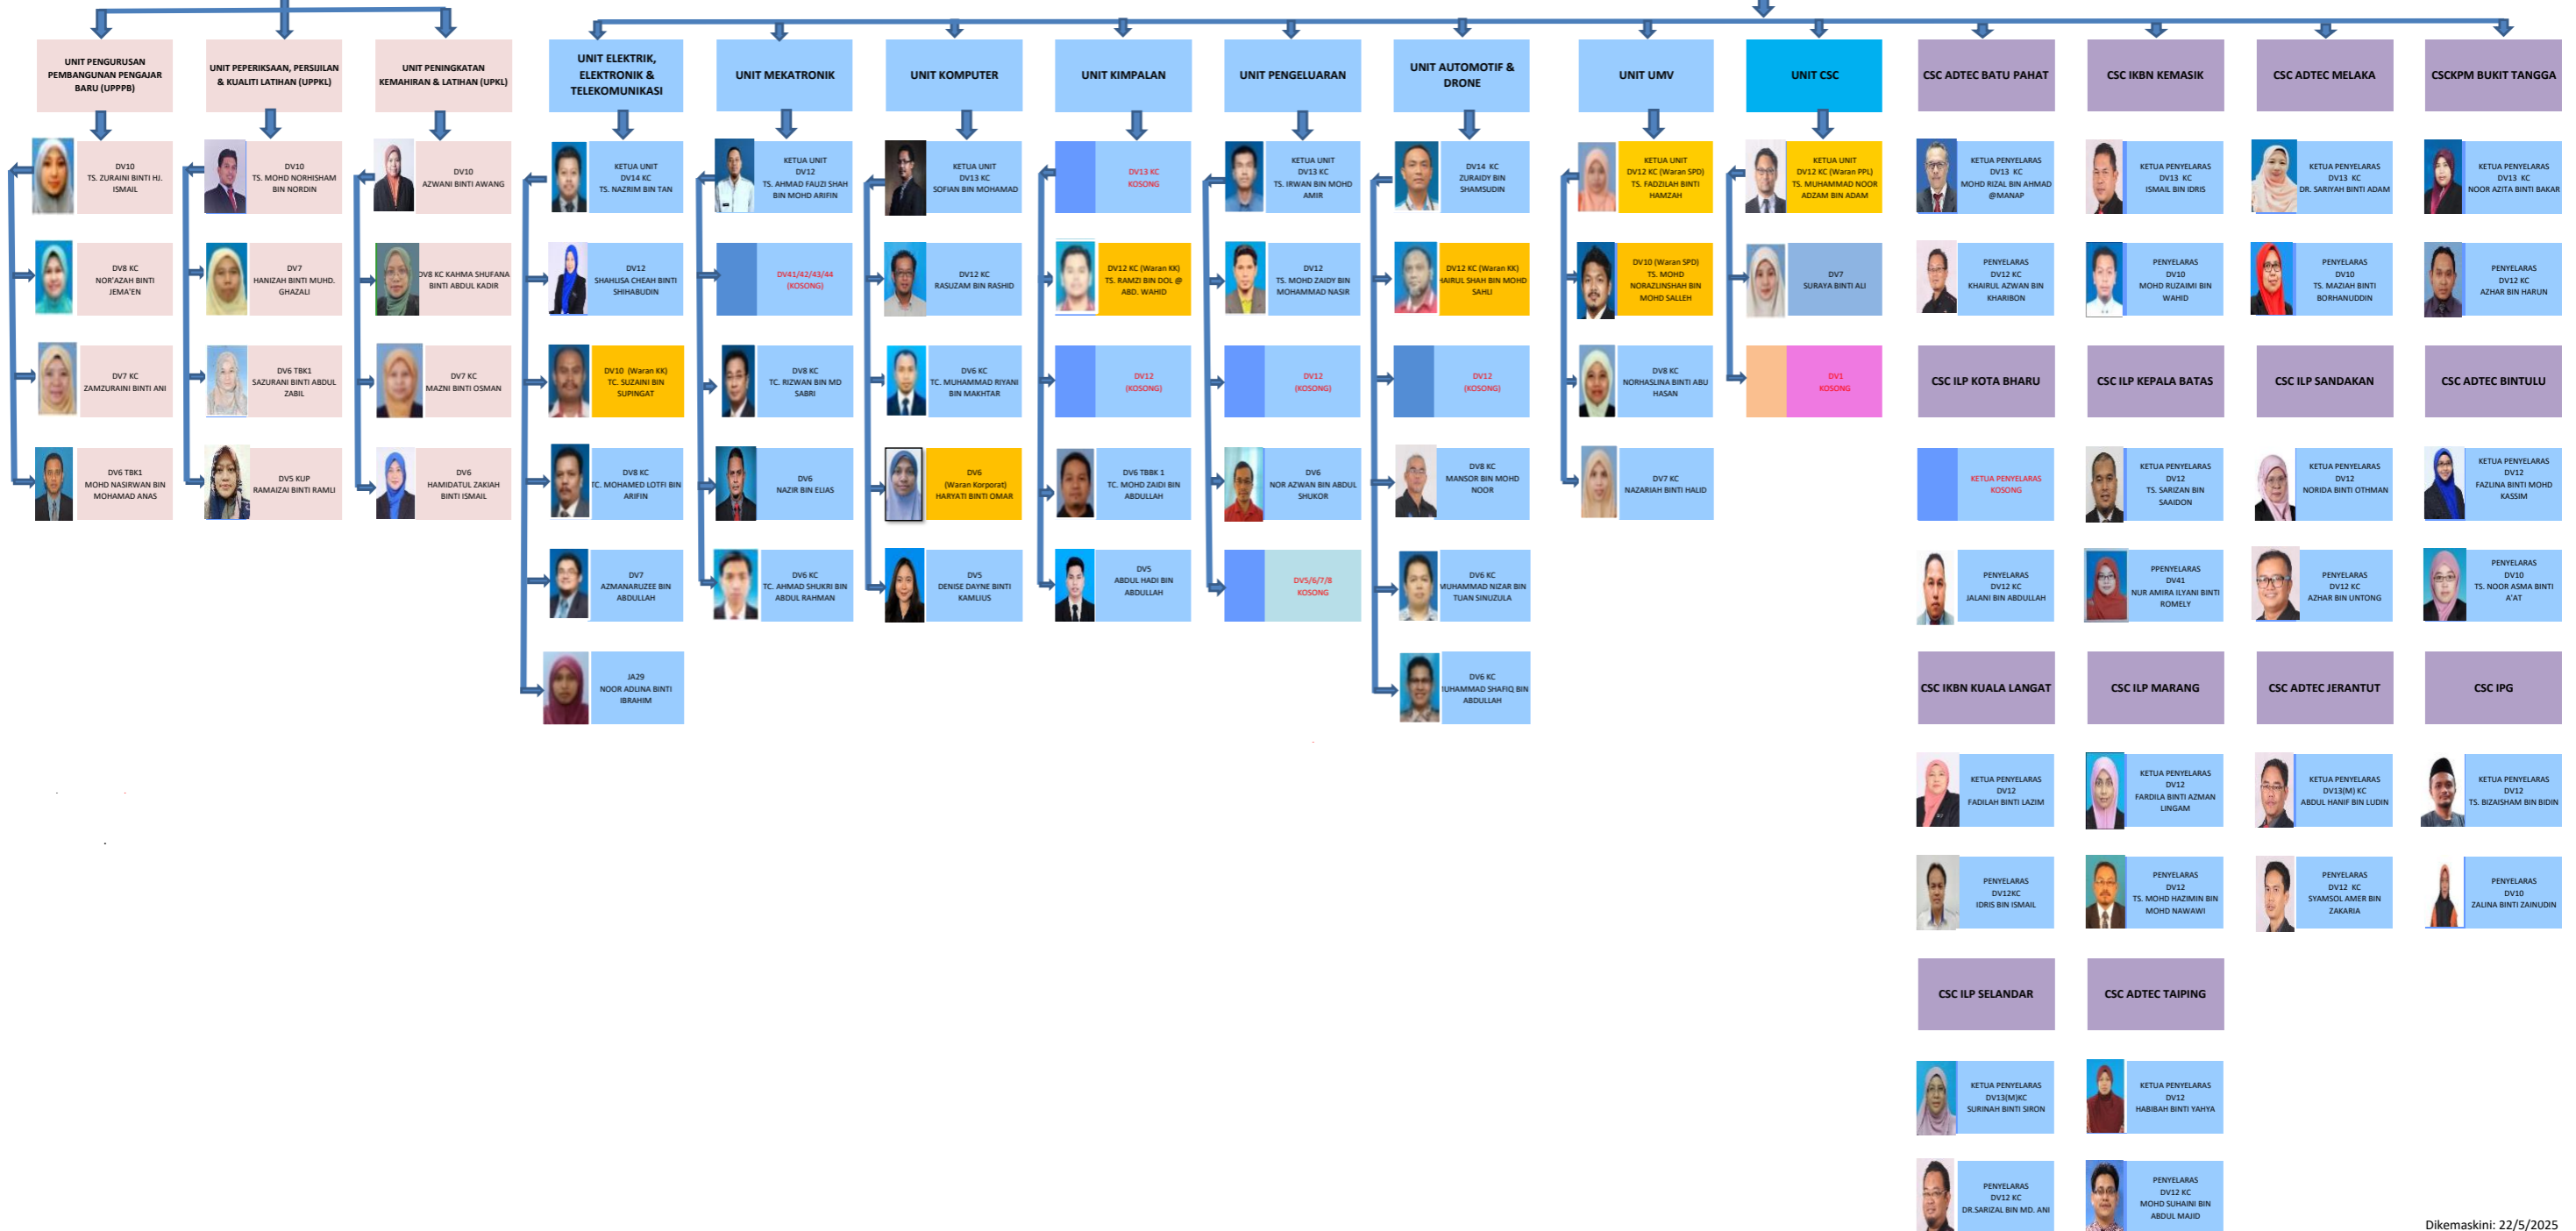 UNIT PENGURUSAN
PEMBANGUNAN PENGAJAR
BARU (UPPPB)
DV10
TS. ZURAINI BINTI HJ.
ISMAIL
DV8 KC
NOR'AZAH BINTI
JEMA'EN
DV7 KC
ZAMZURAINI BINTI ANI
DV6 TBK1
MOHD NASIRWAN BIN
MOHAMAD ANAS
UNIT PEPERIKSAAN, PERSIJILAN
& KUALITI LATIHAN (UPPKL)
DV10
TS. MOHD NORHISHAM
BIN NORDIN
DV7
HANIZAH BINTI MUHD.
GHAZALI
DV6 TBK1
SAZURANI BINTI ABDUL
ZABIL
DV5 KUP
RAMAIZAI BINTI RAMLI
UNIT PENINGKATAN
KEMAHIRAN & LATIHAN (UPKL)
DV10
AZWANI BINTI AWANG
DV8 KC KAHMA SHUFANA
BINTI ABDUL KADIR
DV7 KC
MAZNI BINTI OSMAN
DV6
HAMIDATUL ZAKIAH
BINTI ISMAIL
UNIT ELEKTRIK,
ELEKTRONIK &
TELEKOMUNIKASI
KETUA UNIT
DV14 KC
TS. NAZRIM BIN TAN
DV12
SHAHLISA CHEAH BINTI
SHIHABUDIN
DV10  (Waran KK)
TC. SUZAINI BIN
SUPINGAT
DV8 KC
TC. MOHAMED LOTFI BIN
ARIFIN
DV7
AZMANARUZEE BIN
ABDULLAH
JA29
NOOR ADLINA BINTI
IBRAHIM
UNIT MEKATRONIK
KETUA UNIT
DV12
TS. AHMAD FAUZI SHAH
BIN MOHD ARIFIN
DV41/42/43/44
(KOSONG)
DV8 KC
TC. RIZWAN BIN MD
SABRI
DV6
NAZIR BIN ELIAS
DV6 KC
TC. AHMAD SHUKRI BIN
ABDUL RAHMAN
UNIT KOMPUTER
KETUA UNIT
DV13 KC
SOFIAN BIN MOHAMAD
DV12 KC
RASUZAM BIN RASHID
DV6 KC
TC. MUHAMMAD RIYANI
BIN MAKHTAR
DV6
(Waran Korporat)
HARYATI BINTI OMAR
DV5
DENISE DAYNE BINTI
KAMLIUS
UNIT KIMPALAN
DV13 KC
KOSONG
DV12 KC (Waran KK)
TS. RAMZI BIN DOL @
ABD. WAHID
DV12
(KOSONG)
DV6 TBBK 1
TC. MOHD ZAIDI BIN
ABDULLAH
DV5
ABDUL HADI BIN
ABDULLAH
UNIT PENGELUARAN
KETUA UNIT
DV13 KC
TS. IRWAN BIN MOHD
AMIR
DV12
TS. MOHD ZAIDY BIN
MOHAMMAD NASIR
DV12
(KOSONG)
DV6
NOR AZWAN BIN ABDUL
SHUKOR
DV5/6/7/8
KOSONG
UNIT AUTOMOTIF &
DRONE
DV14  KC
ZURAIDY BIN
SHAMSUDIN
DV12 KC (Waran KK)
HAIRUL SHAH BIN MOHD
SAHLI
DV12
(KOSONG)
DV8 KC
MANSOR BIN MOHD
NOOR
DV6 KC
MUHAMMAD NIZAR BIN
TUAN SINUZULA
DV6 KC
MUHAMMAD SHAFIQ BIN
ABDULLAH
UNIT UMV
KETUA UNIT
DV12 KC (Waran SPD)
TS. FADZILAH BINTI
HAMZAH
DV10 (Waran SPD)
TS. MOHD
NORAZLINSHAH BIN
MOHD SALLEH
DV8 KC
NORHASLINA BINTI ABU
HASAN
DV7 KC
NAZARIAH BINTI HALID
UNIT CSC
KETUA UNIT
DV12 KC (Waran PPL)
TS. MUHAMMAD NOOR
ADZAM BIN ADAM
DV7
SURAYA BINTI ALI
DV1
KOSONG
CSC ADTEC BATU PAHAT
KETUA PENYELARAS
DV13  KC
MOHD RIZAL BIN AHMAD
@MANAP
PENYELARAS
DV12 KC
KHAIRUL AZWAN BIN
KHARIBON
CSC IKBN KEMASIK
KETUA PENYELARAS
DV13  KC
ISMAIL BIN IDRIS
PENYELARAS
DV10
MOHD RUZAIMI BIN
WAHID
CSC ADTEC MELAKA
KETUA PENYELARAS
DV13  KC
DR. SARIYAH BINTI ADAM
PENYELARAS
DV10
TS. MAZIAH BINTI
BORHANUDDIN
CSCKPM BUKIT TANGGA
KETUA PENYELARAS
DV13  KC
NOOR AZITA BINTI BAKAR
PENYELARAS
DV12 KC
AZHAR BIN HARUN
CSC ILP KOTA BHARU
KETUA PENYELARAS
KOSONG
PENYELARAS
DV12 KC
JALANI BIN ABDULLAH
CSC ILP KEPALA BATAS
KETUA PENYELARAS
DV12
TS. SARIZAN BIN
SAAIDON
PPENYELARAS
DV41
NUR AMIRA ILYANI BINTI
ROMELY
CSC ILP SANDAKAN
KETUA PENYELARAS
DV12
NORIDA BINTI OTHMAN
PENYELARAS
DV12 KC
AZHAR BIN UNTONG
CSC ADTEC BINTULU
KETUA PENYELARAS
DV12
FAZLINA BINTI MOHD
KASSIM
PENYELARAS
DV10
TS. NOOR ASMA BINTI
A'AT
CSC IKBN KUALA LANGAT
KETUA PENYELARAS
DV12
FADILAH BINTI LAZIM
PENYELARAS
DV12KC
IDRIS BIN ISMAIL
CSC ILP MARANG
KETUA PENYELARAS
DV12
FARDILA BINTI AZMAN
LINGAM
PENYELARAS
DV12
TS. MOHD HAZIMIN BIN
MOHD NAWAWI
CSC ADTEC JERANTUT
KETUA PENYELARAS
DV13(M) KC
ABDUL HANIF BIN LUDIN
PENYELARAS
DV12  KC
SYAMSOL AMER BIN
ZAKARIA
CSC IPG
KETUA PENYELARAS
DV12
TS. BIZAISHAM BIN BIDIN
PENYELARAS
DV10
ZALINA BINTI ZAINUDIN
CSC ILP SELANDAR
KETUA PENYELARAS
DV13(M)KC
SURINAH BINTI SIRON
PENYELARAS
DV12 KC
DR.SARIZAL BIN MD. ANI
CSC ADTEC TAIPING
KETUA PENYELARAS
DV12
HABIBAH BINTI YAHYA
PENYELARAS
DV12 KC
MOHD SUHAINI BIN
ABDUL MAJID
Dikemaskini: 22/5/2025